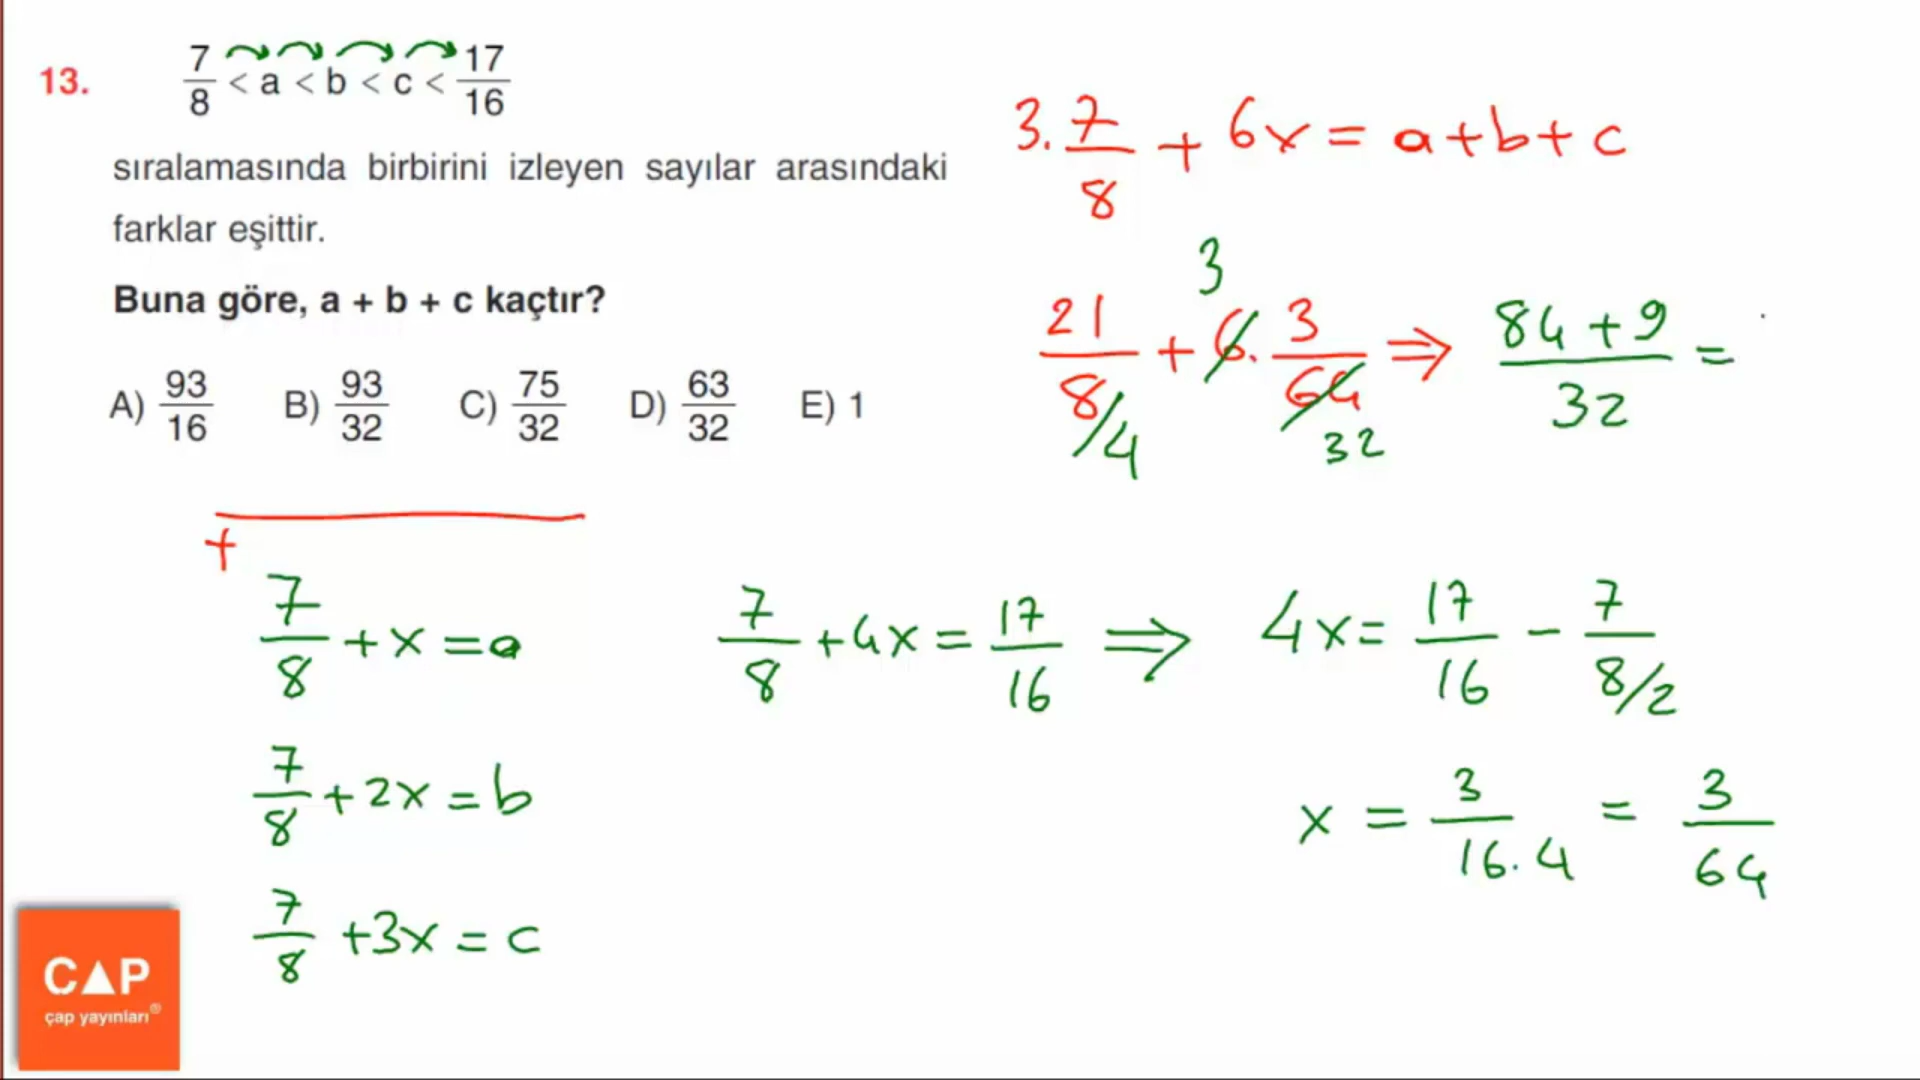 13. 7/8 < a < b < c < 17/16
sıralamasında birbirini izleyen sayılar arasındaki
farklar eşittir.
Buna göre, a + b + c kaçtır?
A) 93/16 B) 93/32 C) 75/32 D) 63/32 E) 1
3. 7/8 + 6x = a+b+c
3
21/8 + 6. 3/64 ⇒ 84+9/32 =
/4 32
+
7/8 + x = a
7/8 + 2x = b
7/8 + 3x = c
7/8 + 4x = 17/16 ⇒ 4x = 17/16 - 7/8/2
x = 3/16.4 = 3/64
CAP
çap yayınları®